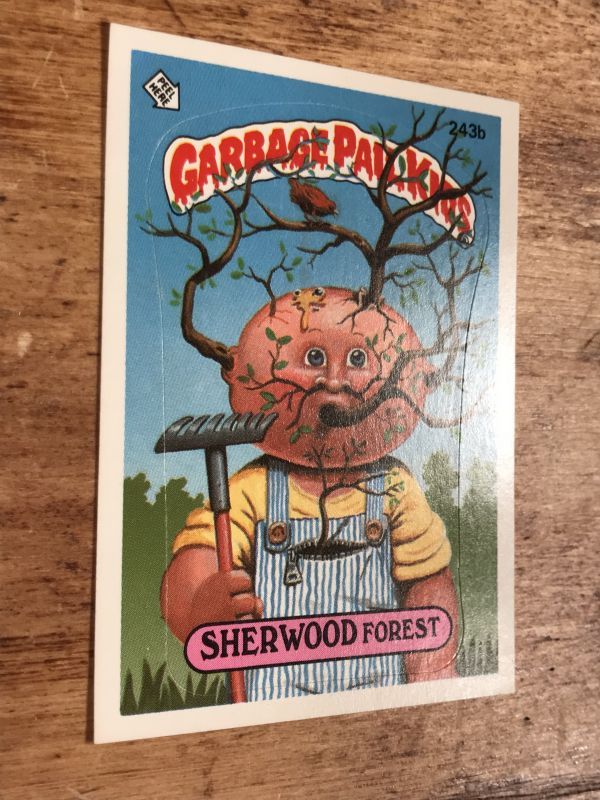 PEEL HERE
243b
GARBAGE PAIL KIDS
SHERWOOD FOREST